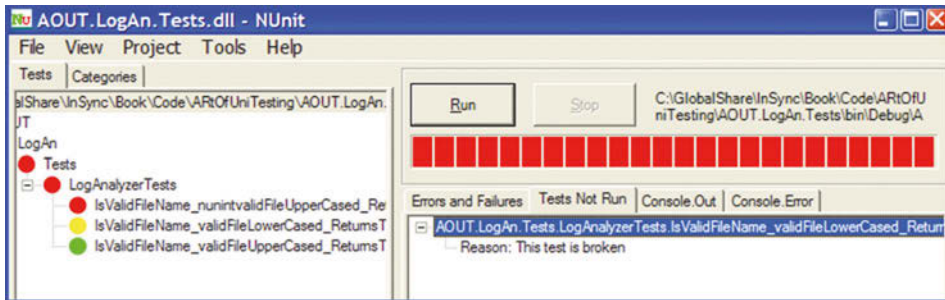 AOUT.LogAn.Tests.dll - NUnit
File View Project Tools Help
Tests Categories
alShare\InSync\Book\Code\ARtOfUniTesting\AOUT.LogAn.
UT
LogAn
Tests
LogAnalyzerTests
IsValidFileName_nunintvalidFileUpperCased_Re
IsValidFileName_validFileLowerCased_ReturnsT
IsValidFileName_validFileUpperCased_ReturnsT
Run Stop C:\GlobalShare\InSync\Book\Code\ARtOfU
niTesting\AOUT.LogAn.Tests\bin\Debug\A
Errors and Failures Tests Not Run Console.Out Console.Error
AOUT.LogAn.Tests.LogAnalyzerTests.IsValidFileName_validFileLowerCased_Return
Reason: This test is broken